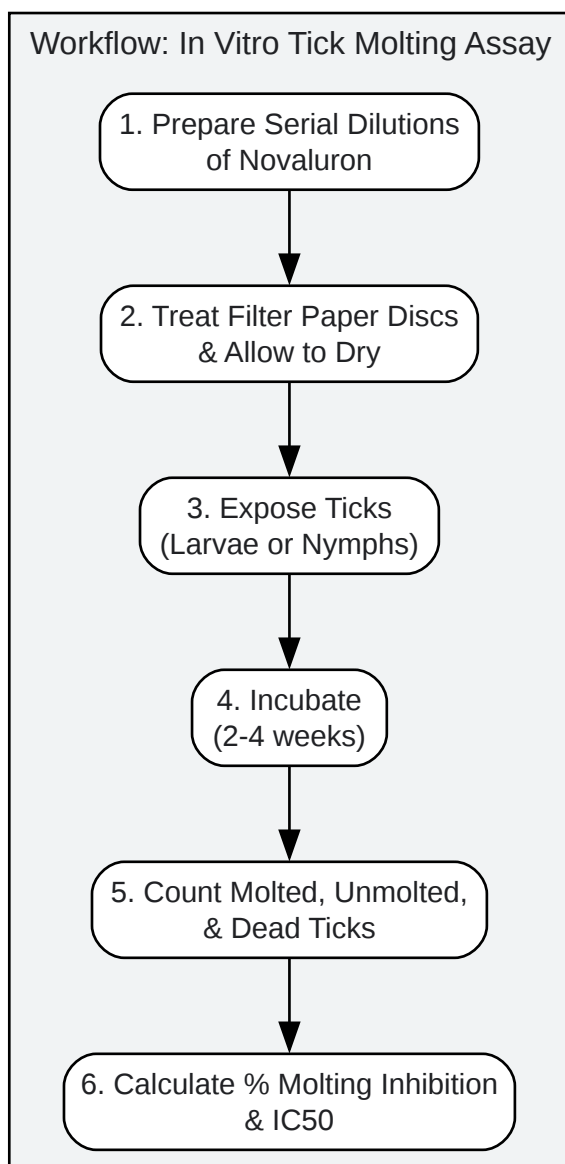 Workflow: In Vitro Tick Molting Assay
1. Prepare Serial Dilutions
of Novaluron
2. Treat Filter Paper Discs
& Allow to Dry
3. Expose Ticks
(Larvae or Nymphs)
4. Incubate
(2-4 weeks)
5. Count Molted, Unmolted,
& Dead Ticks
6. Calculate % Molting Inhibition
& IC50